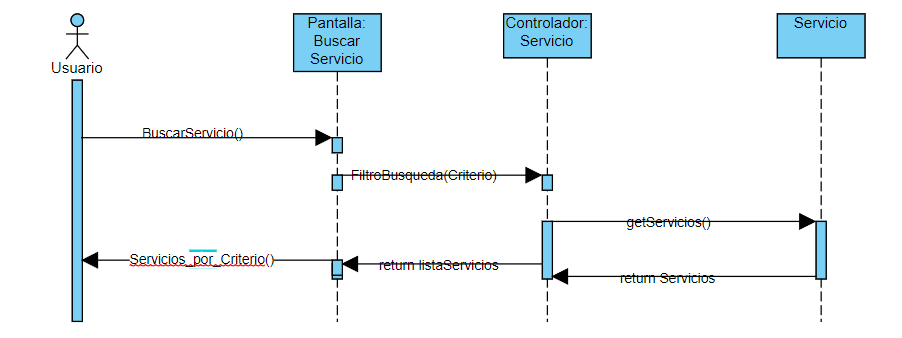 Usuario
Pantalla:
Buscar
Servicio
Controlador:
Servicio
Servicio
BuscarServicio()
FiltroBusqueda(Criterio)
getServicios()
Servicios_por_Criterio()
return listaServicios
return Servicios